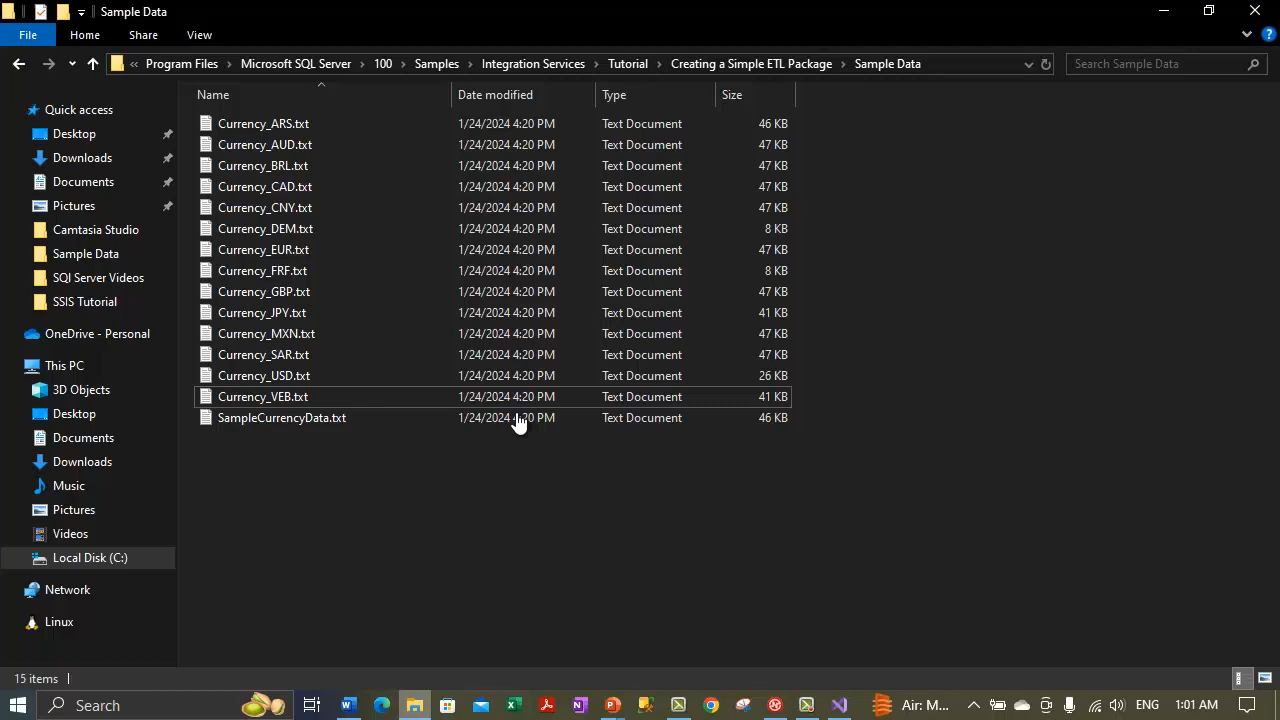 Sample Data
File Home Share View
Program Files Microsoft SQL Server 100 Samples Integration Services Tutorial Creating a Simple ETL Package Sample Data
Search Sample Data
Name Date modified Type Size
Quick access
Desktop
Downloads
Documents
Pictures
Camtasia Studio
Sample Data
SQl Server Videos
SSIS Tutorial
OneDrive - Personal
This PC
3D Objects
Desktop
Documents
Downloads
Music
Pictures
Videos
Local Disk (C:)
Network
Linux
Currency_ARS.txt 1/24/2024 4:20 PM Text Document 46 KB
Currency_AUD.txt 1/24/2024 4:20 PM Text Document 47 KB
Currency_BRL.txt 1/24/2024 4:20 PM Text Document 47 KB
Currency_CAD.txt 1/24/2024 4:20 PM Text Document 47 KB
Currency_CNY.txt 1/24/2024 4:20 PM Text Document 47 KB
Currency_DEM.txt 1/24/2024 4:20 PM Text Document 8 KB
Currency_EUR.txt 1/24/2024 4:20 PM Text Document 47 KB
Currency_FRF.txt 1/24/2024 4:20 PM Text Document 8 KB
Currency_GBP.txt 1/24/2024 4:20 PM Text Document 47 KB
Currency_JPY.txt 1/24/2024 4:20 PM Text Document 41 KB
Currency_MXN.txt 1/24/2024 4:20 PM Text Document 47 KB
Currency_SAR.txt 1/24/2024 4:20 PM Text Document 47 KB
Currency_USD.txt 1/24/2024 4:20 PM Text Document 26 KB
Currency_VEB.txt 1/24/2024 4:20 PM Text Document 41 KB
SampleCurrencyData.txt 1/24/2024 4:20 PM Text Document 46 KB
15 items
Search
Air: M...
ENG 1:01 AM